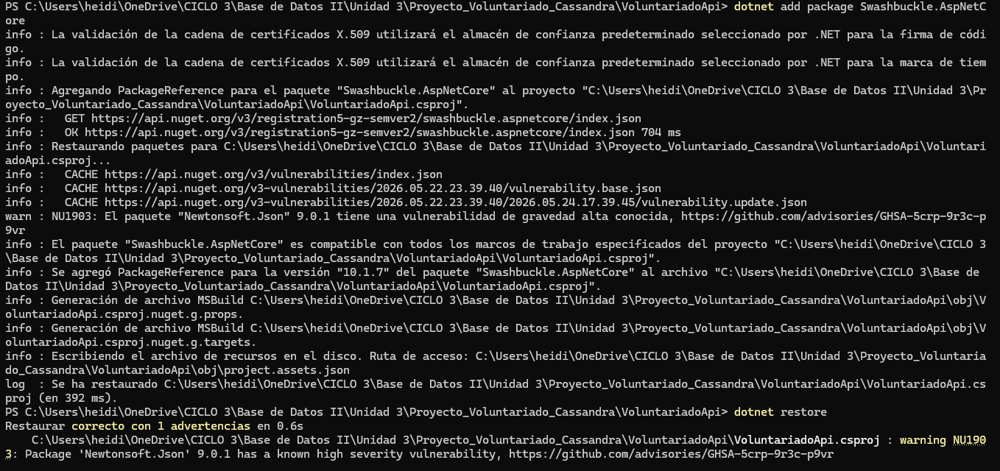 PS C:\Users\heidi\OneDrive\CICLO 3\Base de Datos II\Unidad 3\Proyecto_Voluntariado_Cassandra\VoluntariadoApi> dotnet add package Swashbuckle.AspNetC
ore
info : La validación de la cadena de certificados X.509 utilizará el almacén de confianza predeterminado seleccionado por .NET para la firma de códi
go.
info : La validación de la cadena de certificados X.509 utilizará el almacén de confianza predeterminado seleccionado por .NET para la marca de tiem
po.
info : Agregando PackageReference para el paquete "Swashbuckle.AspNetCore" al proyecto "C:\Users\heidi\OneDrive\CICLO 3\Base de Datos II\Unidad 3\Pr
oyecto_Voluntariado_Cassandra\VoluntariadoApi\VoluntariadoApi.csproj".
info :   GET https://api.nuget.org/v3/registration5-gz-semver2/swashbuckle.aspnetcore/index.json
info :   OK https://api.nuget.org/v3/registration5-gz-semver2/swashbuckle.aspnetcore/index.json 704 ms
info : Restaurando paquetes para C:\Users\heidi\OneDrive\CICLO 3\Base de Datos II\Unidad 3\Proyecto_Voluntariado_Cassandra\VoluntariadoApi\Voluntari
adoApi.csproj...
info :   CACHE https://api.nuget.org/v3/vulnerabilities/index.json
info :   CACHE https://api.nuget.org/v3-vulnerabilities/2026.05.22.23.39.40/vulnerability.base.json
info :   CACHE https://api.nuget.org/v3-vulnerabilities/2026.05.22.23.39.40/2026.05.24.17.39.45/vulnerability.update.json
warn : NU1903: El paquete "Newtonsoft.Json" 9.0.1 tiene una vulnerabilidad de gravedad alta conocida, https://github.com/advisories/GHSA-5crp-9r3c-p
9vr
info : El paquete "Swashbuckle.AspNetCore" es compatible con todos los marcos de trabajo especificados del proyecto "C:\Users\heidi\OneDrive\CICLO 3
\Base de Datos II\Unidad 3\Proyecto_Voluntariado_Cassandra\VoluntariadoApi\VoluntariadoApi.csproj".
info : Se agregó PackageReference para la versión "10.1.7" del paquete "Swashbuckle.AspNetCore" al archivo "C:\Users\heidi\OneDrive\CICLO 3\Base de
Datos II\Unidad 3\Proyecto_Voluntariado_Cassandra\VoluntariadoApi\VoluntariadoApi.csproj".
info : Generación de archivo MSBuild C:\Users\heidi\OneDrive\CICLO 3\Base de Datos II\Unidad 3\Proyecto_Voluntariado_Cassandra\VoluntariadoApi\obj\V
oluntariadoApi.csproj.nuget.g.props.
info : Generación de archivo MSBuild C:\Users\heidi\OneDrive\CICLO 3\Base de Datos II\Unidad 3\Proyecto_Voluntariado_Cassandra\VoluntariadoApi\obj\V
oluntariadoApi.csproj.nuget.g.targets.
info : Escribiendo el archivo de recursos en el disco. Ruta de acceso: C:\Users\heidi\OneDrive\CICLO 3\Base de Datos II\Unidad 3\Proyecto_Voluntaria
do_Cassandra\VoluntariadoApi\obj\project.assets.json
log  : Se ha restaurado C:\Users\heidi\OneDrive\CICLO 3\Base de Datos II\Unidad 3\Proyecto_Voluntariado_Cassandra\VoluntariadoApi\VoluntariadoApi.cs
proj (en 392 ms).
PS C:\Users\heidi\OneDrive\CICLO 3\Base de Datos II\Unidad 3\Proyecto_Voluntariado_Cassandra\VoluntariadoApi> dotnet restore
Restaurar correcto con 1 advertencias en 0.6s
    C:\Users\heidi\OneDrive\CICLO 3\Base de Datos II\Unidad 3\Proyecto_Voluntariado_Cassandra\VoluntariadoApi\VoluntariadoApi.csproj : warning NU190
3: Package 'Newtonsoft.Json' 9.0.1 has a known high severity vulnerability, https://github.com/advisories/GHSA-5crp-9r3c-p9vr